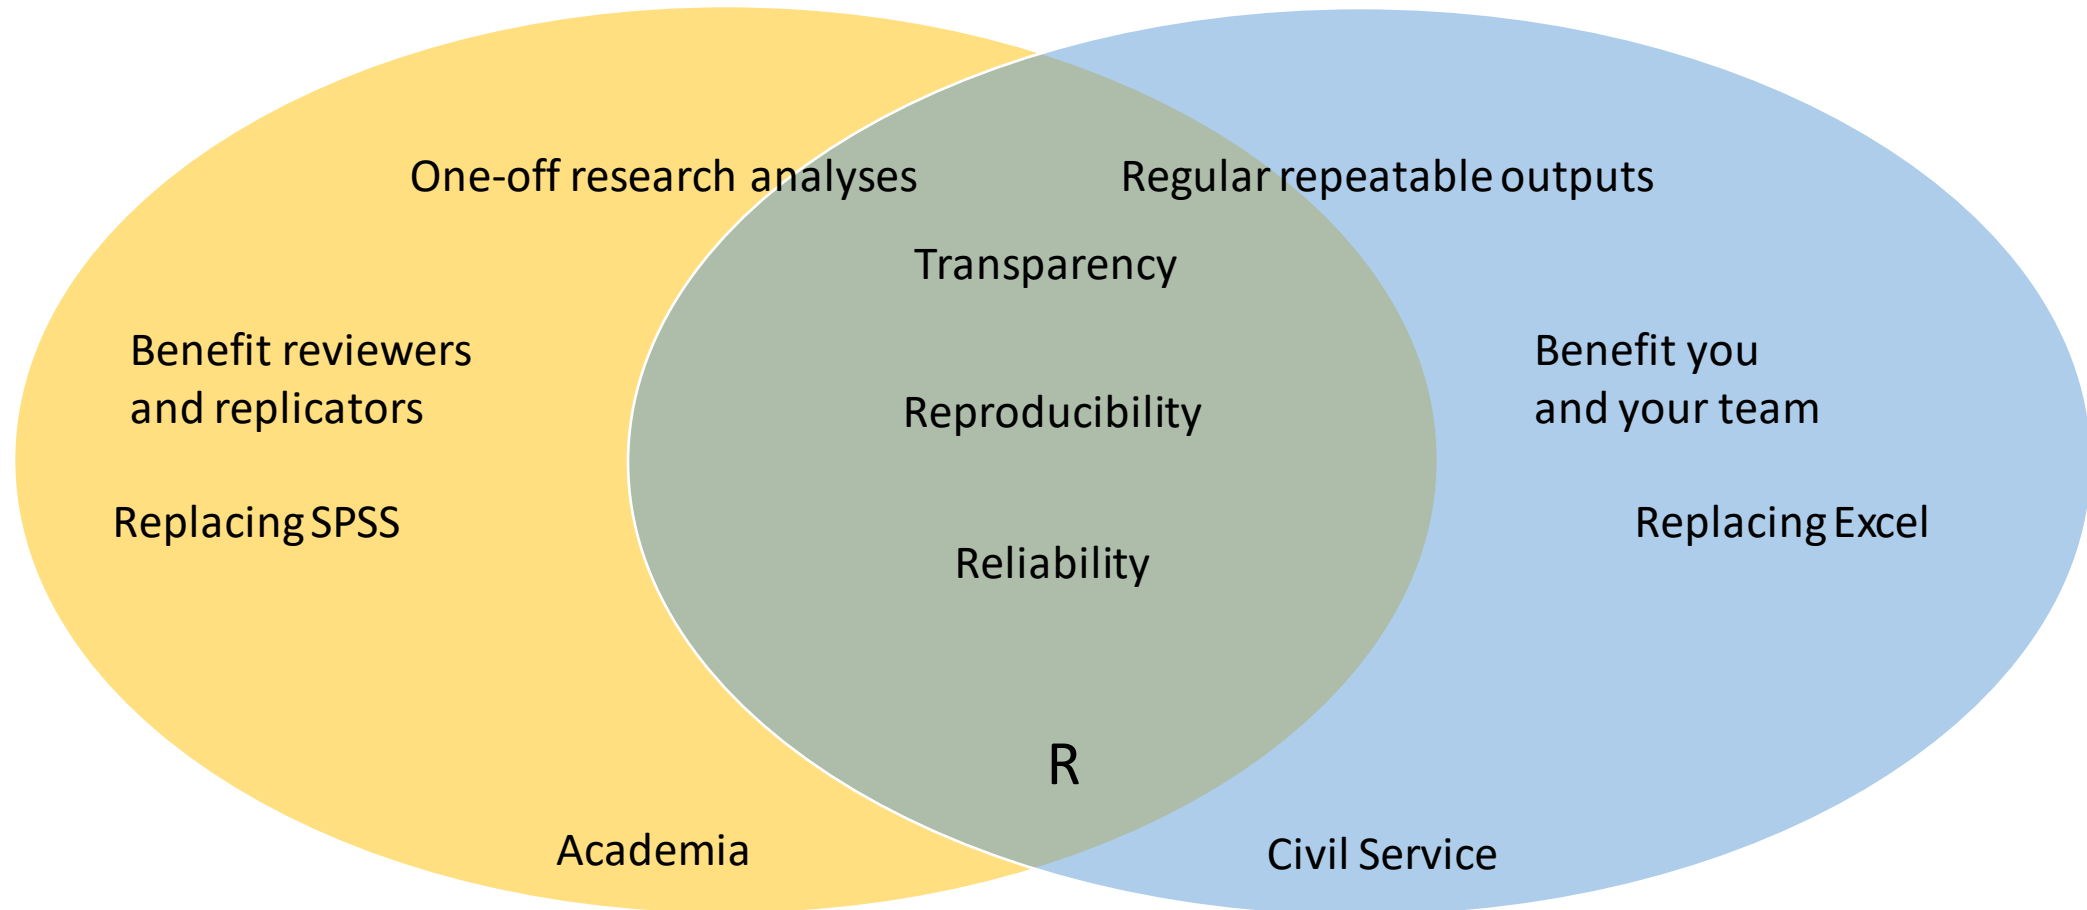 One-off research analyses
Regular repeatable outputs
Transparency
Benefit reviewers
and replicators
Reproducibility
Benefit you
and your team
Replacing SPSS
Reliability
Replacing Excel
R
Academia
Civil Service